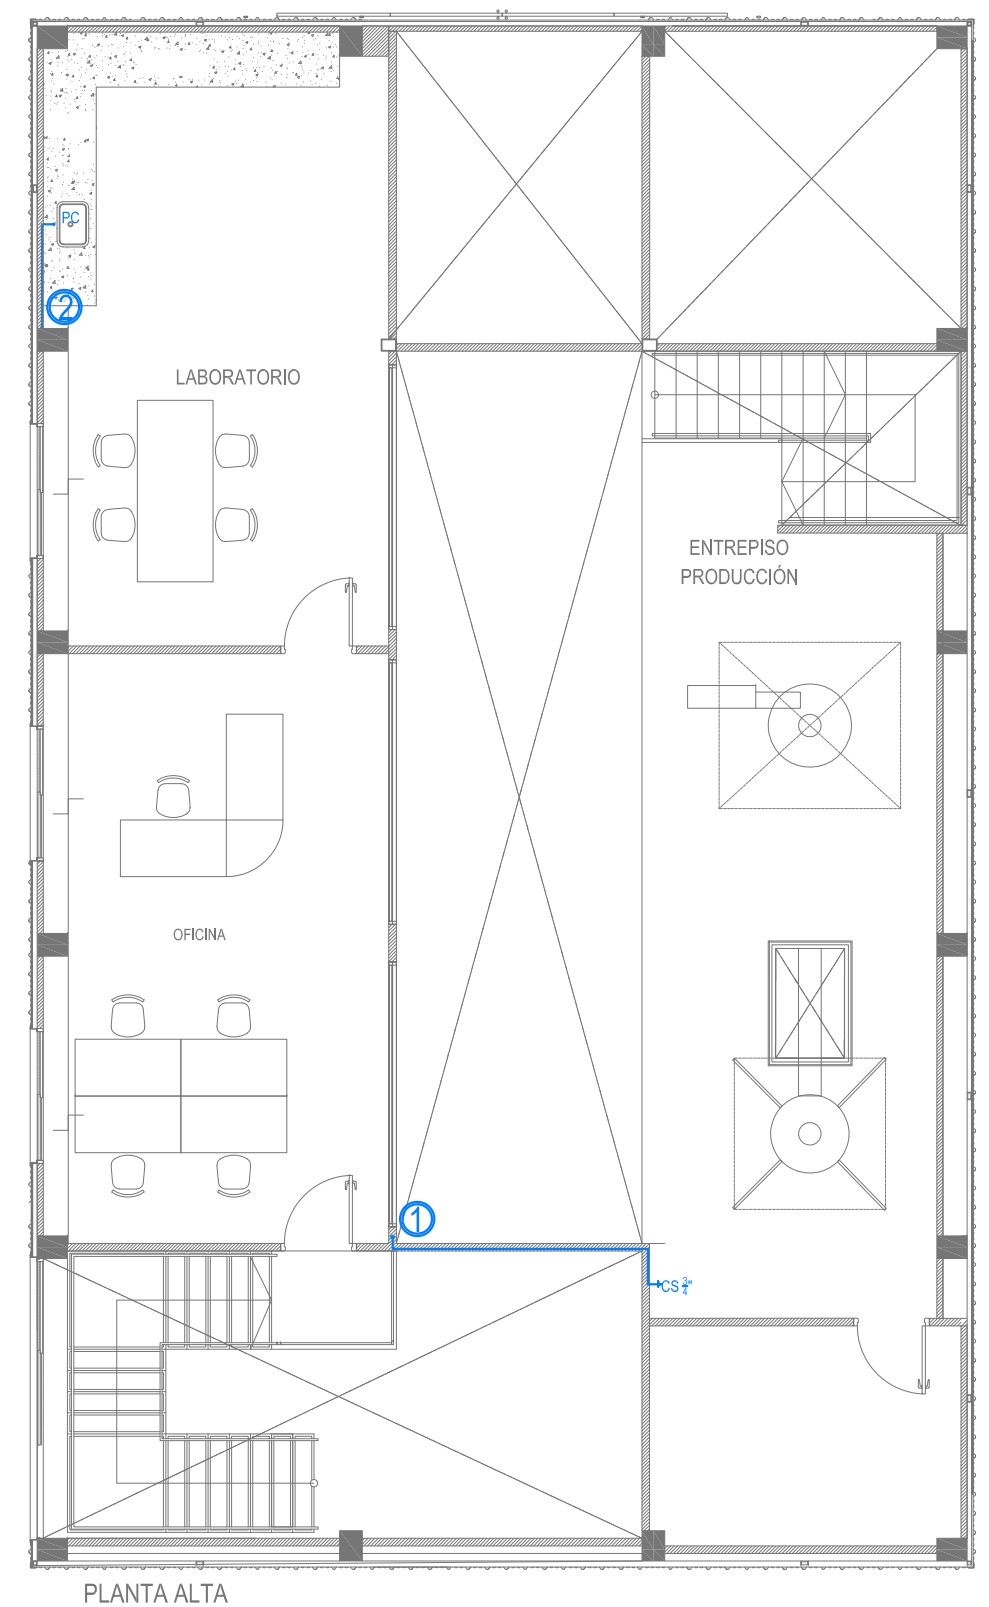 PC
2
LABORATORIO
ENTREPISO
PRODUCCIÓN
OFICINA
1
CS 3/4"
PLANTA ALTA